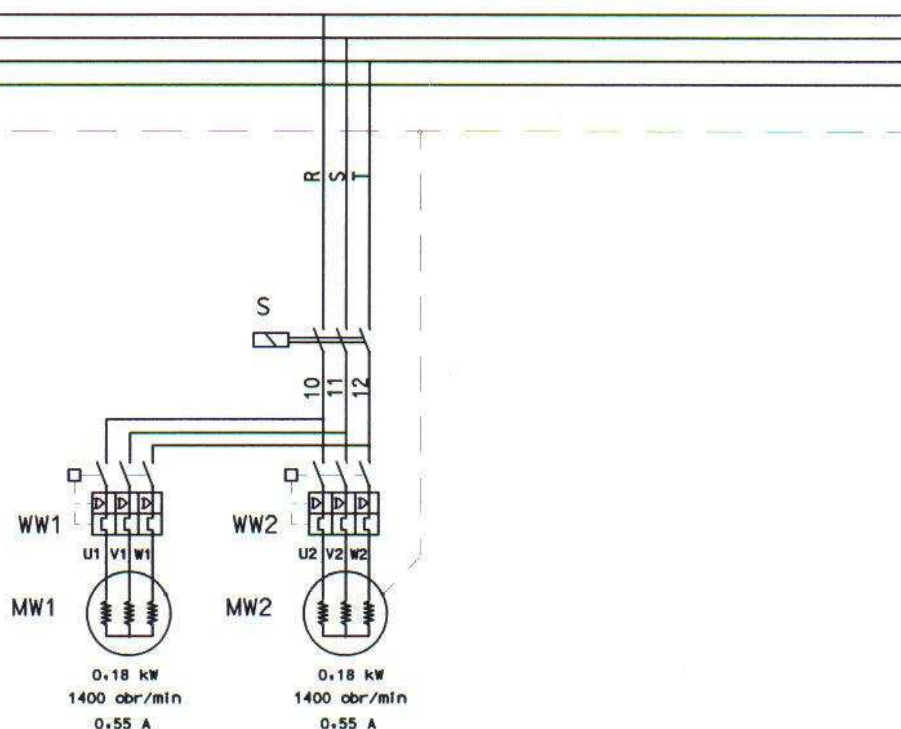 R S T
S
10 11 12
WW1 WW2
U1 V1 W1 U2 V2 W2
MW1 MW2
0.18 kW 0.18 kW
1400 obr/min 1400 obr/min
0.55 A 0.55 A